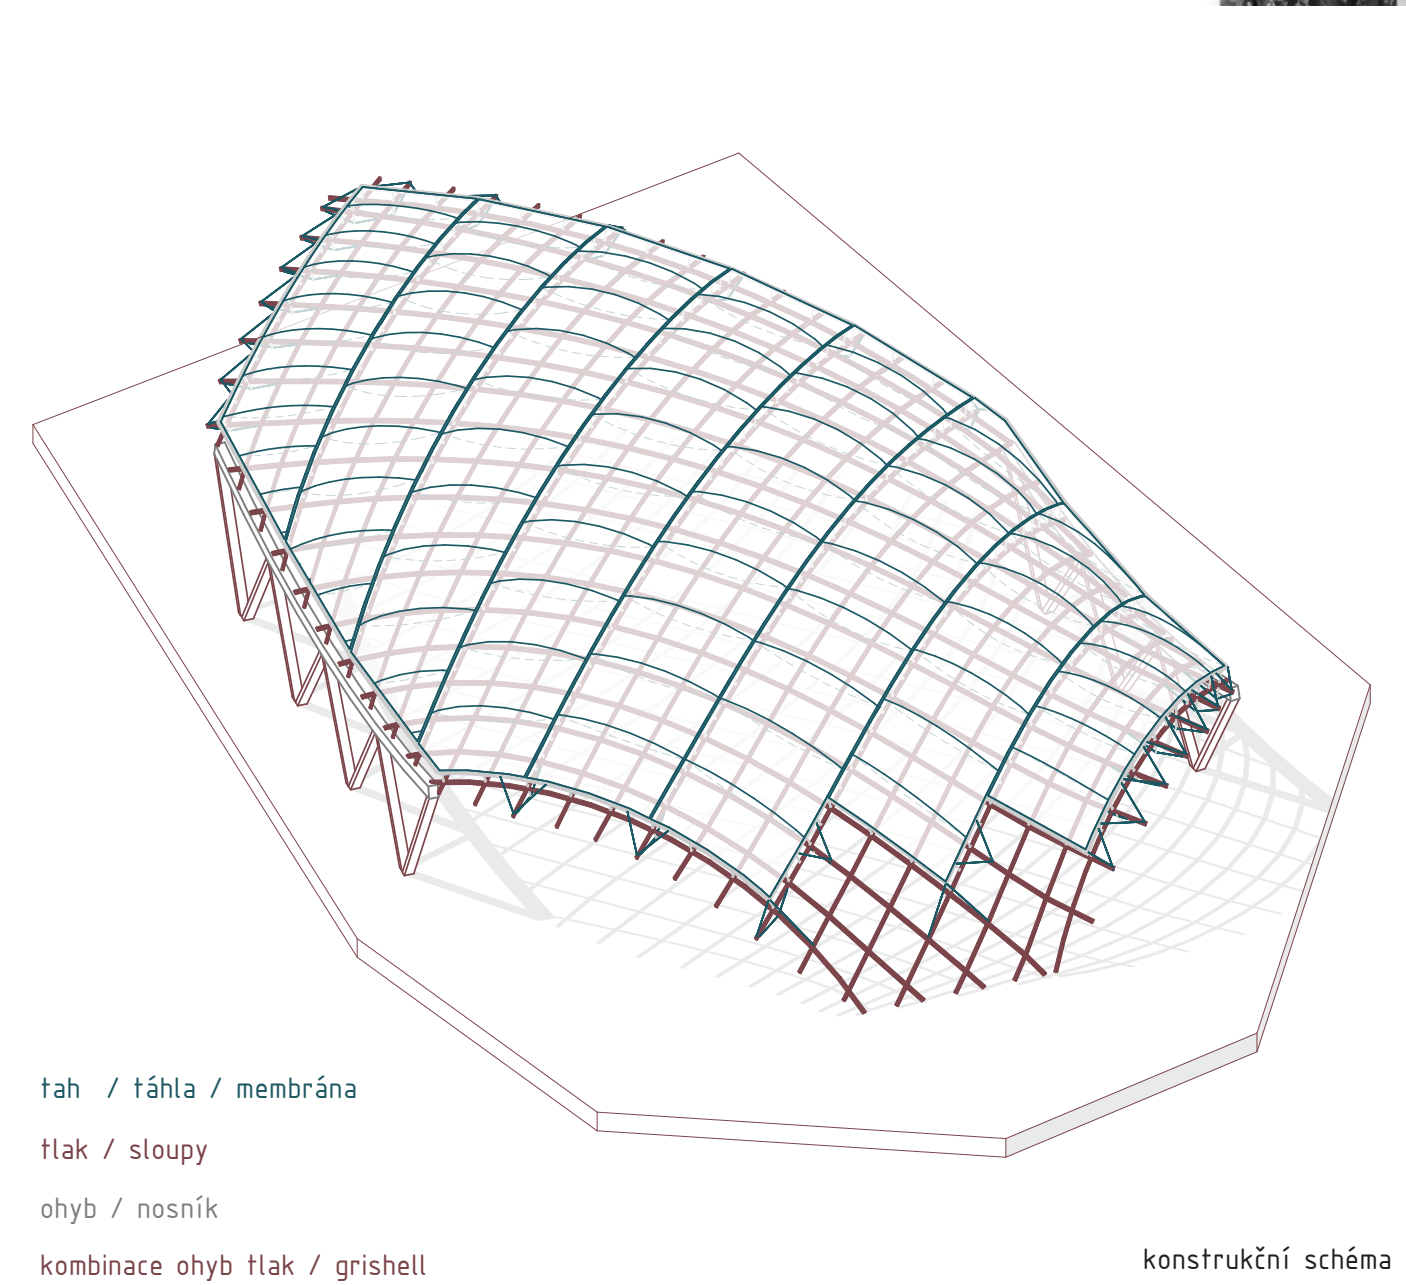 tah / táhla / membrána
tlak / sloupy
ohyb / nosník
kombinace ohyb tlak / grishell
konstrukční schéma